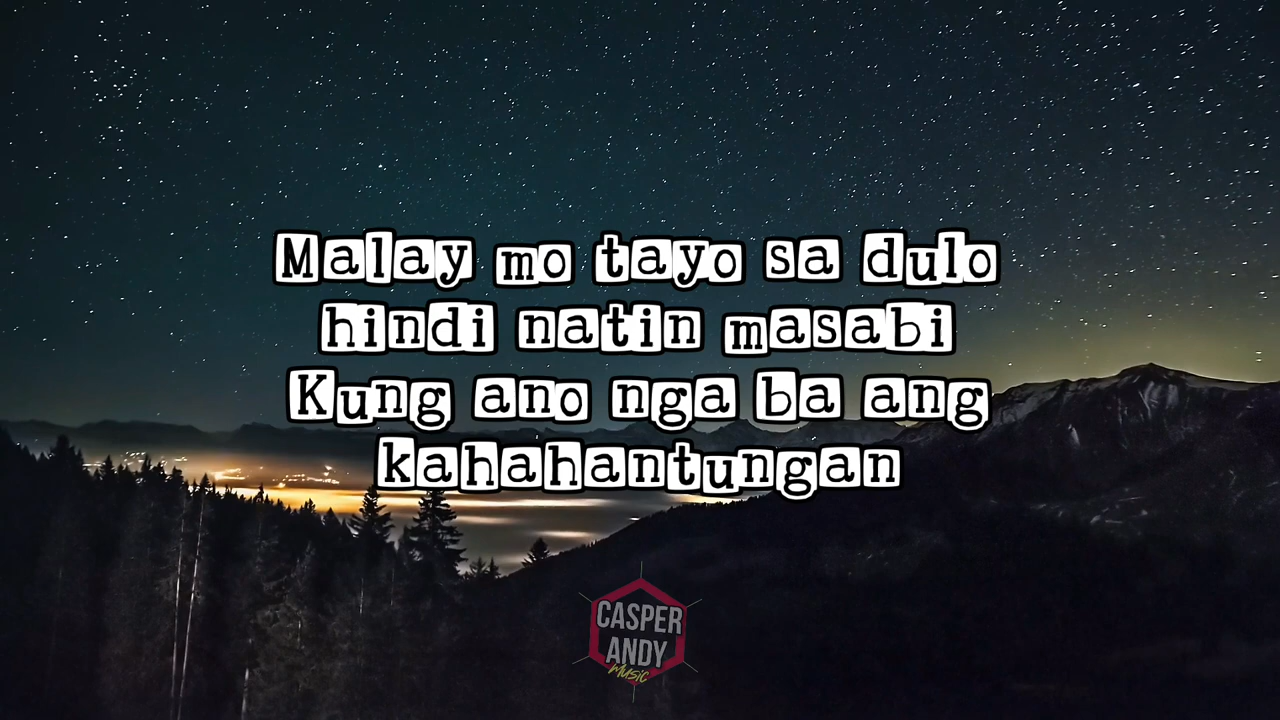 Malay mo tayo sa dulo
hindi natin masabi
Kung ano nga ba ang
kahahantungan
CASPER
ANDY
Music